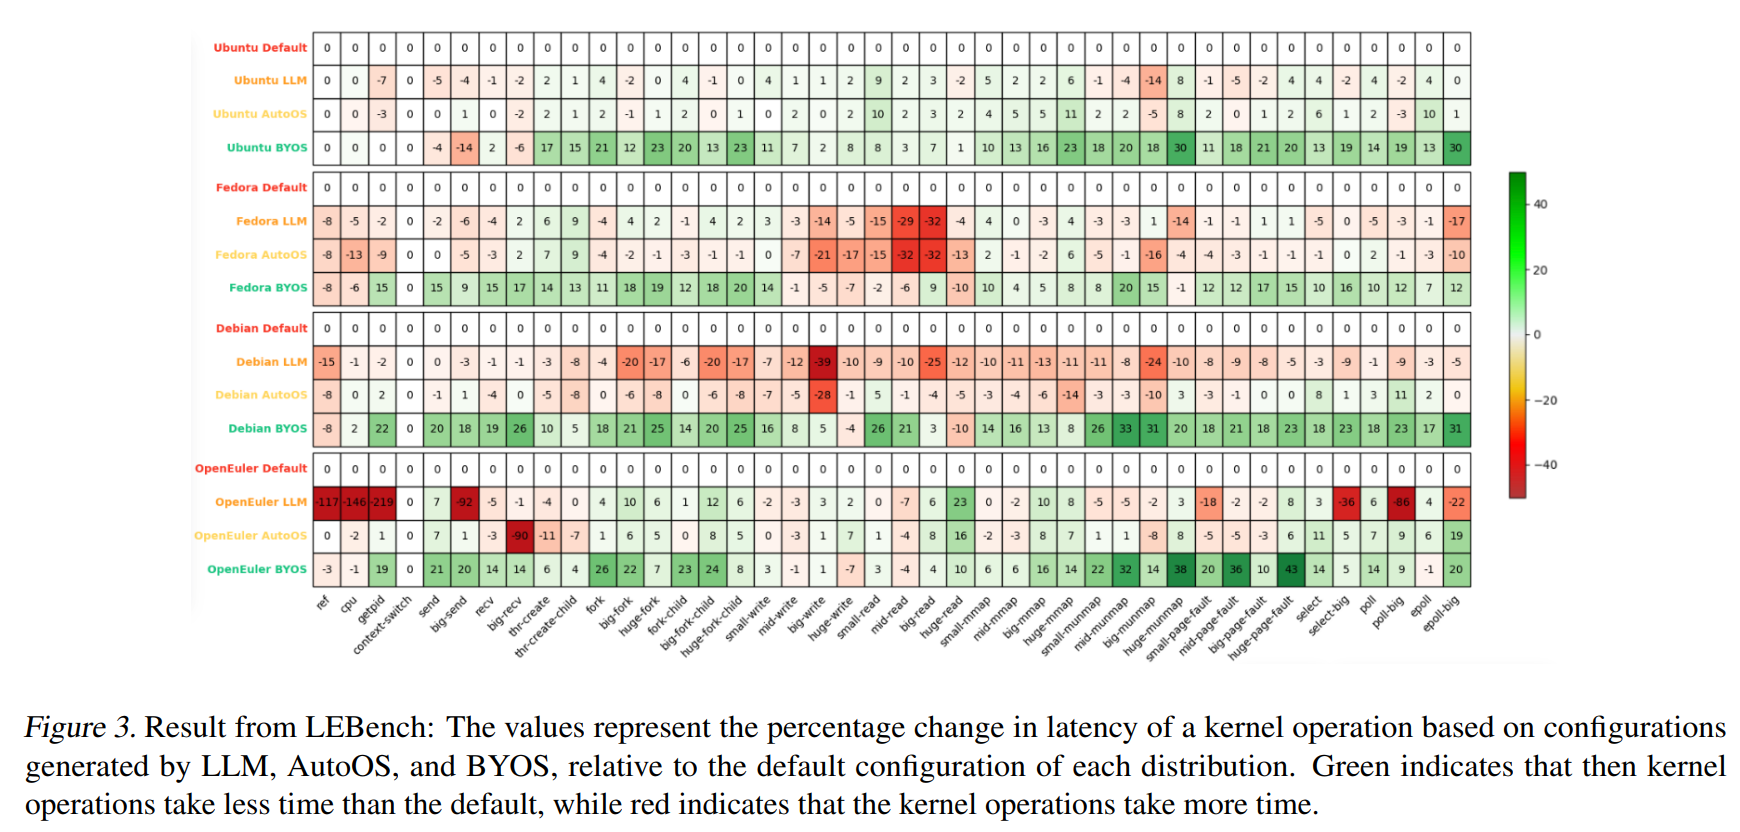 Ubuntu Default 0 0 0 0 0 0 0 0 0 0 0 0 0 0 0 0 0 0 0 0 0 0 0 0 0 0 0 0 0 0 0 0 0 0 0 0 0 0 0 0 0 0
Ubuntu LLM 0 0 -7 0 -5 -4 -1 -2 2 1 4 -2 0 4 -1 0 4 1 1 2 9 2 3 -2 5 2 2 6 -1 -4 -14 8 -1 -5 -2 4 4 -2 4 -2 4 0
Ubuntu AutoOS 0 0 -3 0 0 1 0 -2 2 1 2 -1 1 2 0 1 0 2 0 2 10 2 3 2 4 5 5 11 2 2 -5 8 2 0 1 2 6 1 2 -3 10 1
Ubuntu BYOS 0 0 0 0 -4 -14 2 -6 17 15 21 12 23 20 13 23 11 7 2 8 8 3 7 1 10 13 16 23 18 20 18 30 11 18 21 20 13 19 14 19 13 30
Fedora Default 0 0 0 0 0 0 0 0 0 0 0 0 0 0 0 0 0 0 0 0 0 0 0 0 0 0 0 0 0 0 0 0 0 0 0 0 0 0 0 0 0 0
Fedora LLM -8 -5 -2 0 -2 -6 -4 2 6 9 -4 4 2 -1 4 2 3 -3 -14 -5 -15 -29 -32 -4 4 0 -3 4 -3 -3 1 -14 -1 -1 1 1 -5 0 -5 -3 -1 -17
Fedora AutoOS -8 -13 -9 0 0 -5 -3 2 7 9 -4 -2 -1 -3 -1 -1 0 -7 -21 -17 -15 -32 -32 -13 2 -1 -2 6 -5 -1 -16 -4 -4 -3 -1 -1 -1 0 2 -1 -3 -10
Fedora BYOS -8 -6 15 0 15 9 15 17 14 13 11 18 19 12 18 20 14 -1 -5 -7 -2 -6 9 -10 10 4 5 8 8 20 15 -1 12 12 17 15 10 16 10 12 7 12
Debian Default 0 0 0 0 0 0 0 0 0 0 0 0 0 0 0 0 0 0 0 0 0 0 0 0 0 0 0 0 0 0 0 0 0 0 0 0 0 0 0 0 0 0
Debian LLM -15 -1 -2 0 0 -3 -1 -1 -3 -8 -4 -20 -17 -6 -20 -17 -7 -12 -39 -10 -9 -10 -25 -12 -10 -11 -13 -11 -11 -8 -24 -10 -8 -9 -8 -5 -3 -9 -1 -9 -3 -5
Debian AutoOS -8 0 2 0 -1 1 -4 0 -5 -8 0 -6 -8 0 -6 -8 -7 -5 -28 -1 5 -1 -4 -5 -3 -4 -6 -14 -3 -3 -10 3 -3 -1 0 0 8 1 3 11 2 0
Debian BYOS -8 2 22 0 20 18 19 26 10 5 18 21 25 14 20 25 16 8 5 -4 26 21 3 -10 14 16 13 8 26 33 31 20 18 21 18 23 18 23 18 23 17 31
OpenEuler Default 0 0 0 0 0 0 0 0 0 0 0 0 0 0 0 0 0 0 0 0 0 0 0 0 0 0 0 0 0 0 0 0 0 0 0 0 0 0 0 0 0 0
OpenEuler LLM -117 -146 -219 0 7 -92 -5 -1 -4 0 4 10 6 1 12 6 -2 -3 3 2 0 -7 6 23 0 -2 10 8 -5 -5 -2 3 -18 -2 -2 8 3 -36 6 -86 4 -22
OpenEuler AutoOS 0 -2 1 0 7 1 -3 -90 -11 -7 1 6 5 0 8 5 0 -3 1 7 1 -4 8 16 -2 -3 8 7 1 1 -8 8 -5 -5 -3 6 11 5 7 9 6 19
OpenEuler BYOS -3 -1 19 0 21 20 14 14 6 4 26 22 7 23 24 8 3 -1 1 -7 3 -4 4 10 6 6 16 14 22 32 14 38 20 36 10 43 14 5 14 9 -1 20
ref cpu getpid context-switch send big-send recv big-recv thr-create thr-create-child fork big-fork huge-fork fork-child big-fork-child huge-fork-child small-write mid-write big-write huge-write small-read mid-read big-read huge-read small-mmap mid-mmap big-mmap huge-mmap small-munmap mid-munmap big-munmap huge-munmap small-page-fault mid-page-fault big-page-fault huge-page-fault select select-big poll poll-big epoll epoll-big
40
20
0
−20
−40
Figure 3. Result from LEBench: The values represent the percentage change in latency of a kernel operation based on configurations
generated by LLM, AutoOS, and BYOS, relative to the default configuration of each distribution. Green indicates that then kernel
operations take less time than the default, while red indicates that the kernel operations take more time.